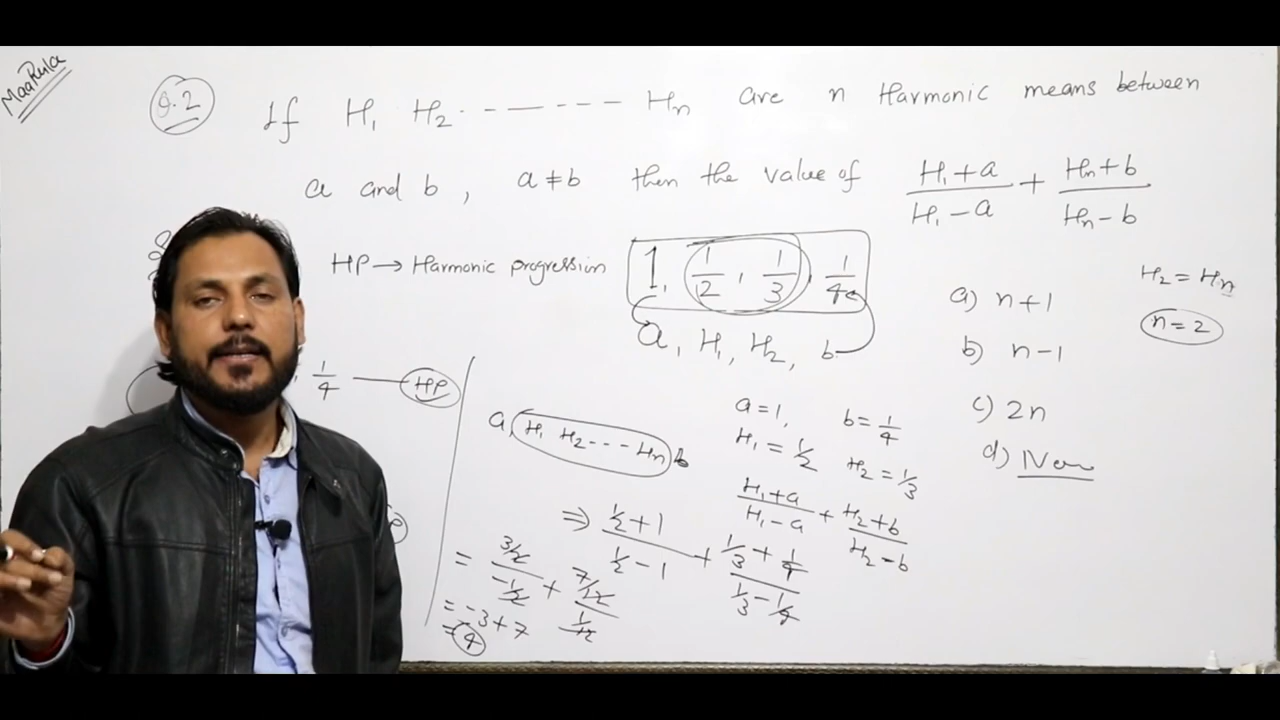 MaaRula
Q.2 If H₁ H₂ - - - - - - Hₙ are n Harmonic means between
a and b , a ≠ b then the value of (H₁+a)/(H₁-a) + (Hₙ+b)/(Hₙ-b)
HP → Harmonic progression 1, 1/2, 1/3, 1/4
a, H₁, H₂, b
a) n+1
b) n-1
c) 2n
d)
H₂ = Hₙ
n=2
1/4 — HP
a, H₁ H₂ - - - - Hₙ b
a=1, b=1/4
H₁ = 1/2 H₂ = 1/3
(H₁+a)/(H₁-a) + (H₂+b)/(H₂-b)
⇒ (1/2+1)/(1/2-1) + (1/3+1/4)/(1/3-1/4)
= (3/2)/(-1/2) + (7/12)/(1/12)
= -3+7
= 4